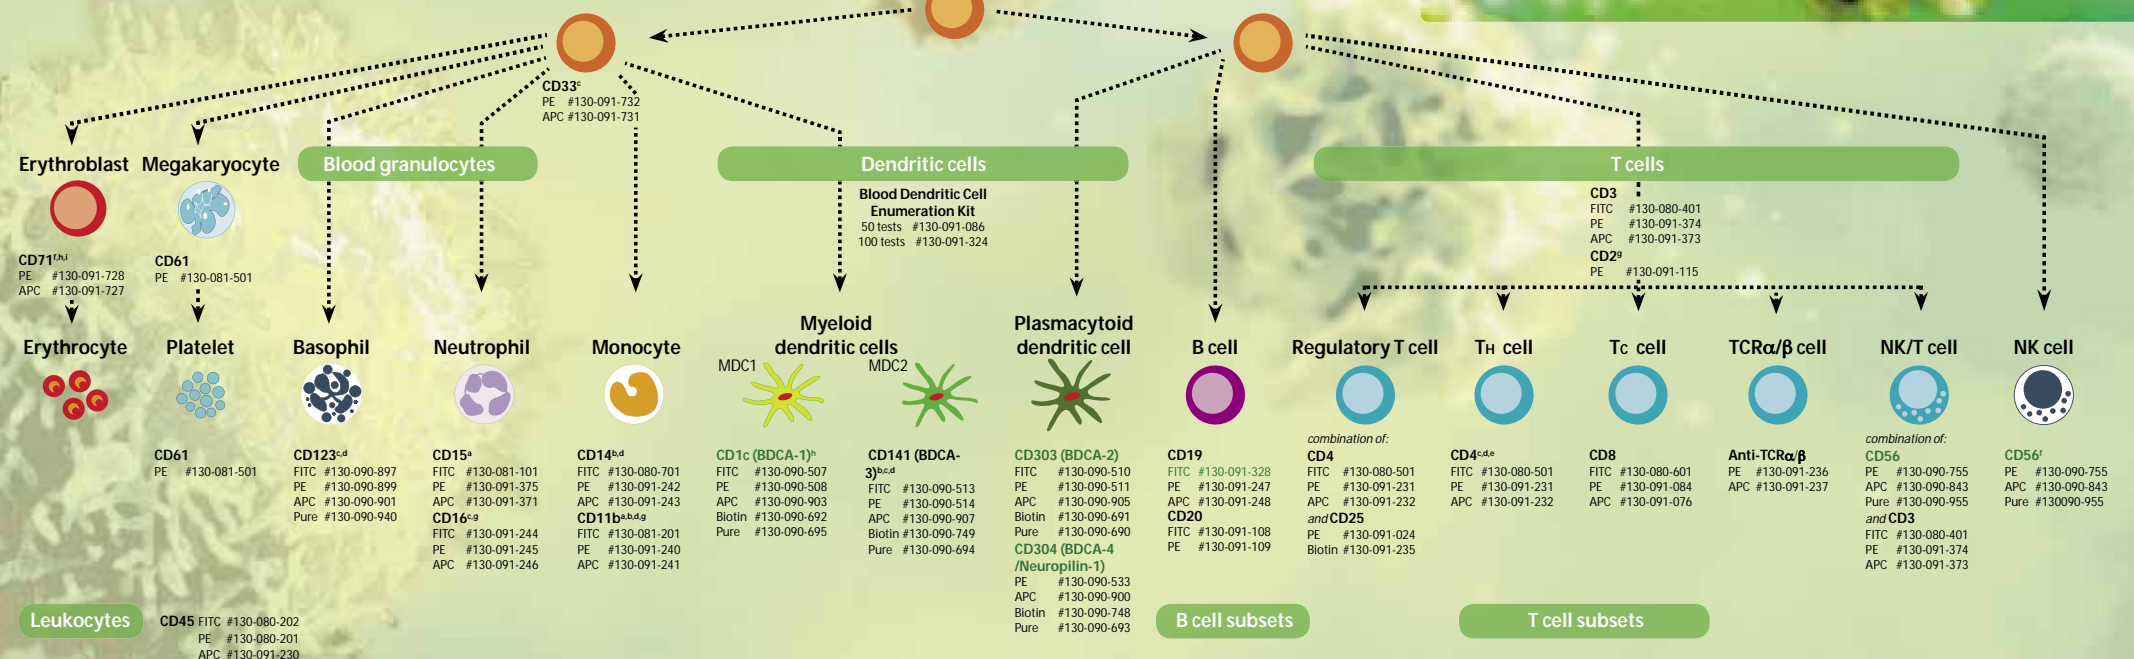 CD33c
PE #130-091-732
APC #130-091-731
Erythroblast
Megakaryocyte
Blood granulocytes
Dendritic cells
T cells
Blood Dendritic Cell
Enumeration Kit
50 tests #130-091-086
100 tests #130-091-324
CD3
FITC #130-080-401
PE #130-091-374
APC #130-091-373
CD2g
PE #130-091-115
CD71f,h,i
PE #130-091-728
APC #130-091-727
CD61
PE #130-081-501
Erythrocyte
Platelet
Basophil
Neutrophil
Monocyte
Myeloid
dendritic cells
MDC1
MDC2
Plasmacytoid
dendritic cell
B cell
Regulatory T cell
TH cell
TC cell
TCRα/β cell
NK/T cell
NK cell
CD61
PE #130-081-501
CD123c,d
FITC #130-090-897
PE #130-090-899
APC #130-090-901
Pure #130-090-940
CD15a
FITC #130-081-101
PE #130-091-375
APC #130-091-371
CD16c,g
FITC #130-091-244
PE #130-091-245
APC #130-091-246
CD14b,d
FITC #130-080-701
PE #130-091-242
APC #130-091-243
CD11ba,b,d,g
FITC #130-081-201
PE #130-091-240
APC #130-091-241
CD1c (BDCA-1)h
FITC #130-090-507
PE #130-090-508
APC #130-090-903
Biotin #130-090-692
Pure #130-090-695
CD141 (BDCA-
3)b,c,d
FITC #130-090-513
PE #130-090-514
APC #130-090-907
Biotin #130-090-749
Pure #130-090-694
CD303 (BDCA-2)
FITC #130-090-510
PE #130-090-511
APC #130-090-905
Biotin #130-090-691
Pure #130-090-690
CD304 (BDCA-4
/Neuropilin-1)
PE #130-090-533
APC #130-090-900
Biotin #130-090-748
Pure #130-090-693
CD19
FITC #130-091-328
PE #130-091-247
APC #130-091-248
CD20
FITC #130-091-108
PE #130-091-109
combination of:
CD4
FITC #130-080-501
PE #130-091-231
APC #130-091-232
and CD25
PE #130-091-024
Biotin #130-091-235
CD4c,d,e
FITC #130-080-501
PE #130-091-231
APC #130-091-232
CD8
FITC #130-080-601
PE #130-091-084
APC #130-091-076
Anti-TCRα/β
PE #130-091-236
APC #130-091-237
combination of:
CD56
PE #130-090-755
APC #130-090-843
Pure #130-090-955
and CD3
FITC #130-080-401
PE #130-091-374
APC #130-091-373
CD56f
PE #130-090-755
APC #130-090-843
Pure #130090-955
Leukocytes
CD45 FITC #130-080-202
PE #130-080-201
APC #130-091-230
B cell subsets
T cell subsets